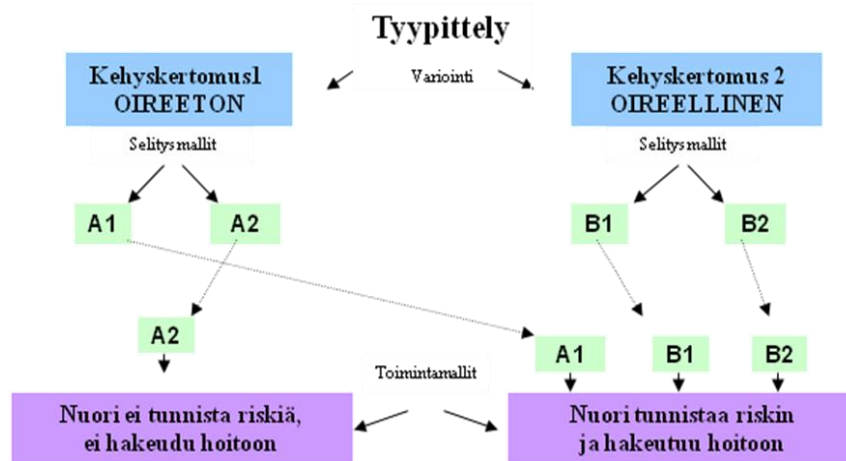 Tyypittely
Kehyskertomus1
OIREETON
Variointi
Kehyskertomus 2
OIREELLINEN
Selitysmallit
Selitysmallit
A1
A2
B1
B2
A2
A1
B1
B2
Toimintamallit
Nuori ei tunnista riskiä,
ei hakeudu hoitoon
Nuori tunnistaa riskin
ja hakeutuu hoitoon